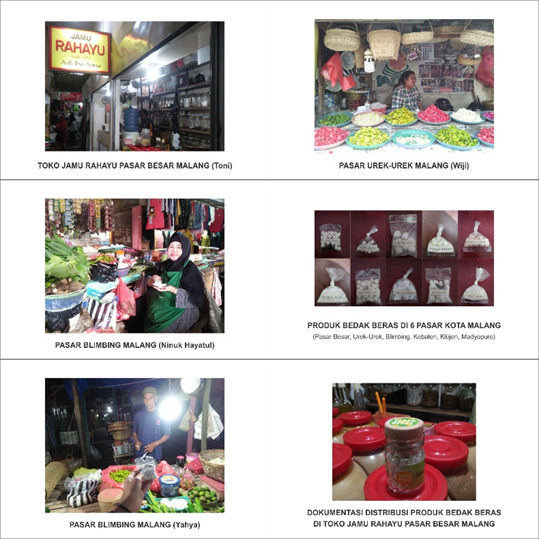 JAMU
RAHAYU
TOKO JAMU RAHAYU PASAR BESAR MALANG (Toni)
PASAR UREK-UREK MALANG (Wiji)
PASAR BLIMBING MALANG (Ninuk Hayatul)
PRODUK BEDAK BERAS DI 6 PASAR KOTA MALANG
(Pasar Besar, Urek-Urek, Blimbing, Kebalen, Klojen, Madyopuro)
PASAR BLIMBING MALANG (Yahya)
DOKUMENTASI DISTRIBUSI PRODUK BEDAK BERAS
DI TOKO JAMU RAHAYU PASAR BESAR MALANG